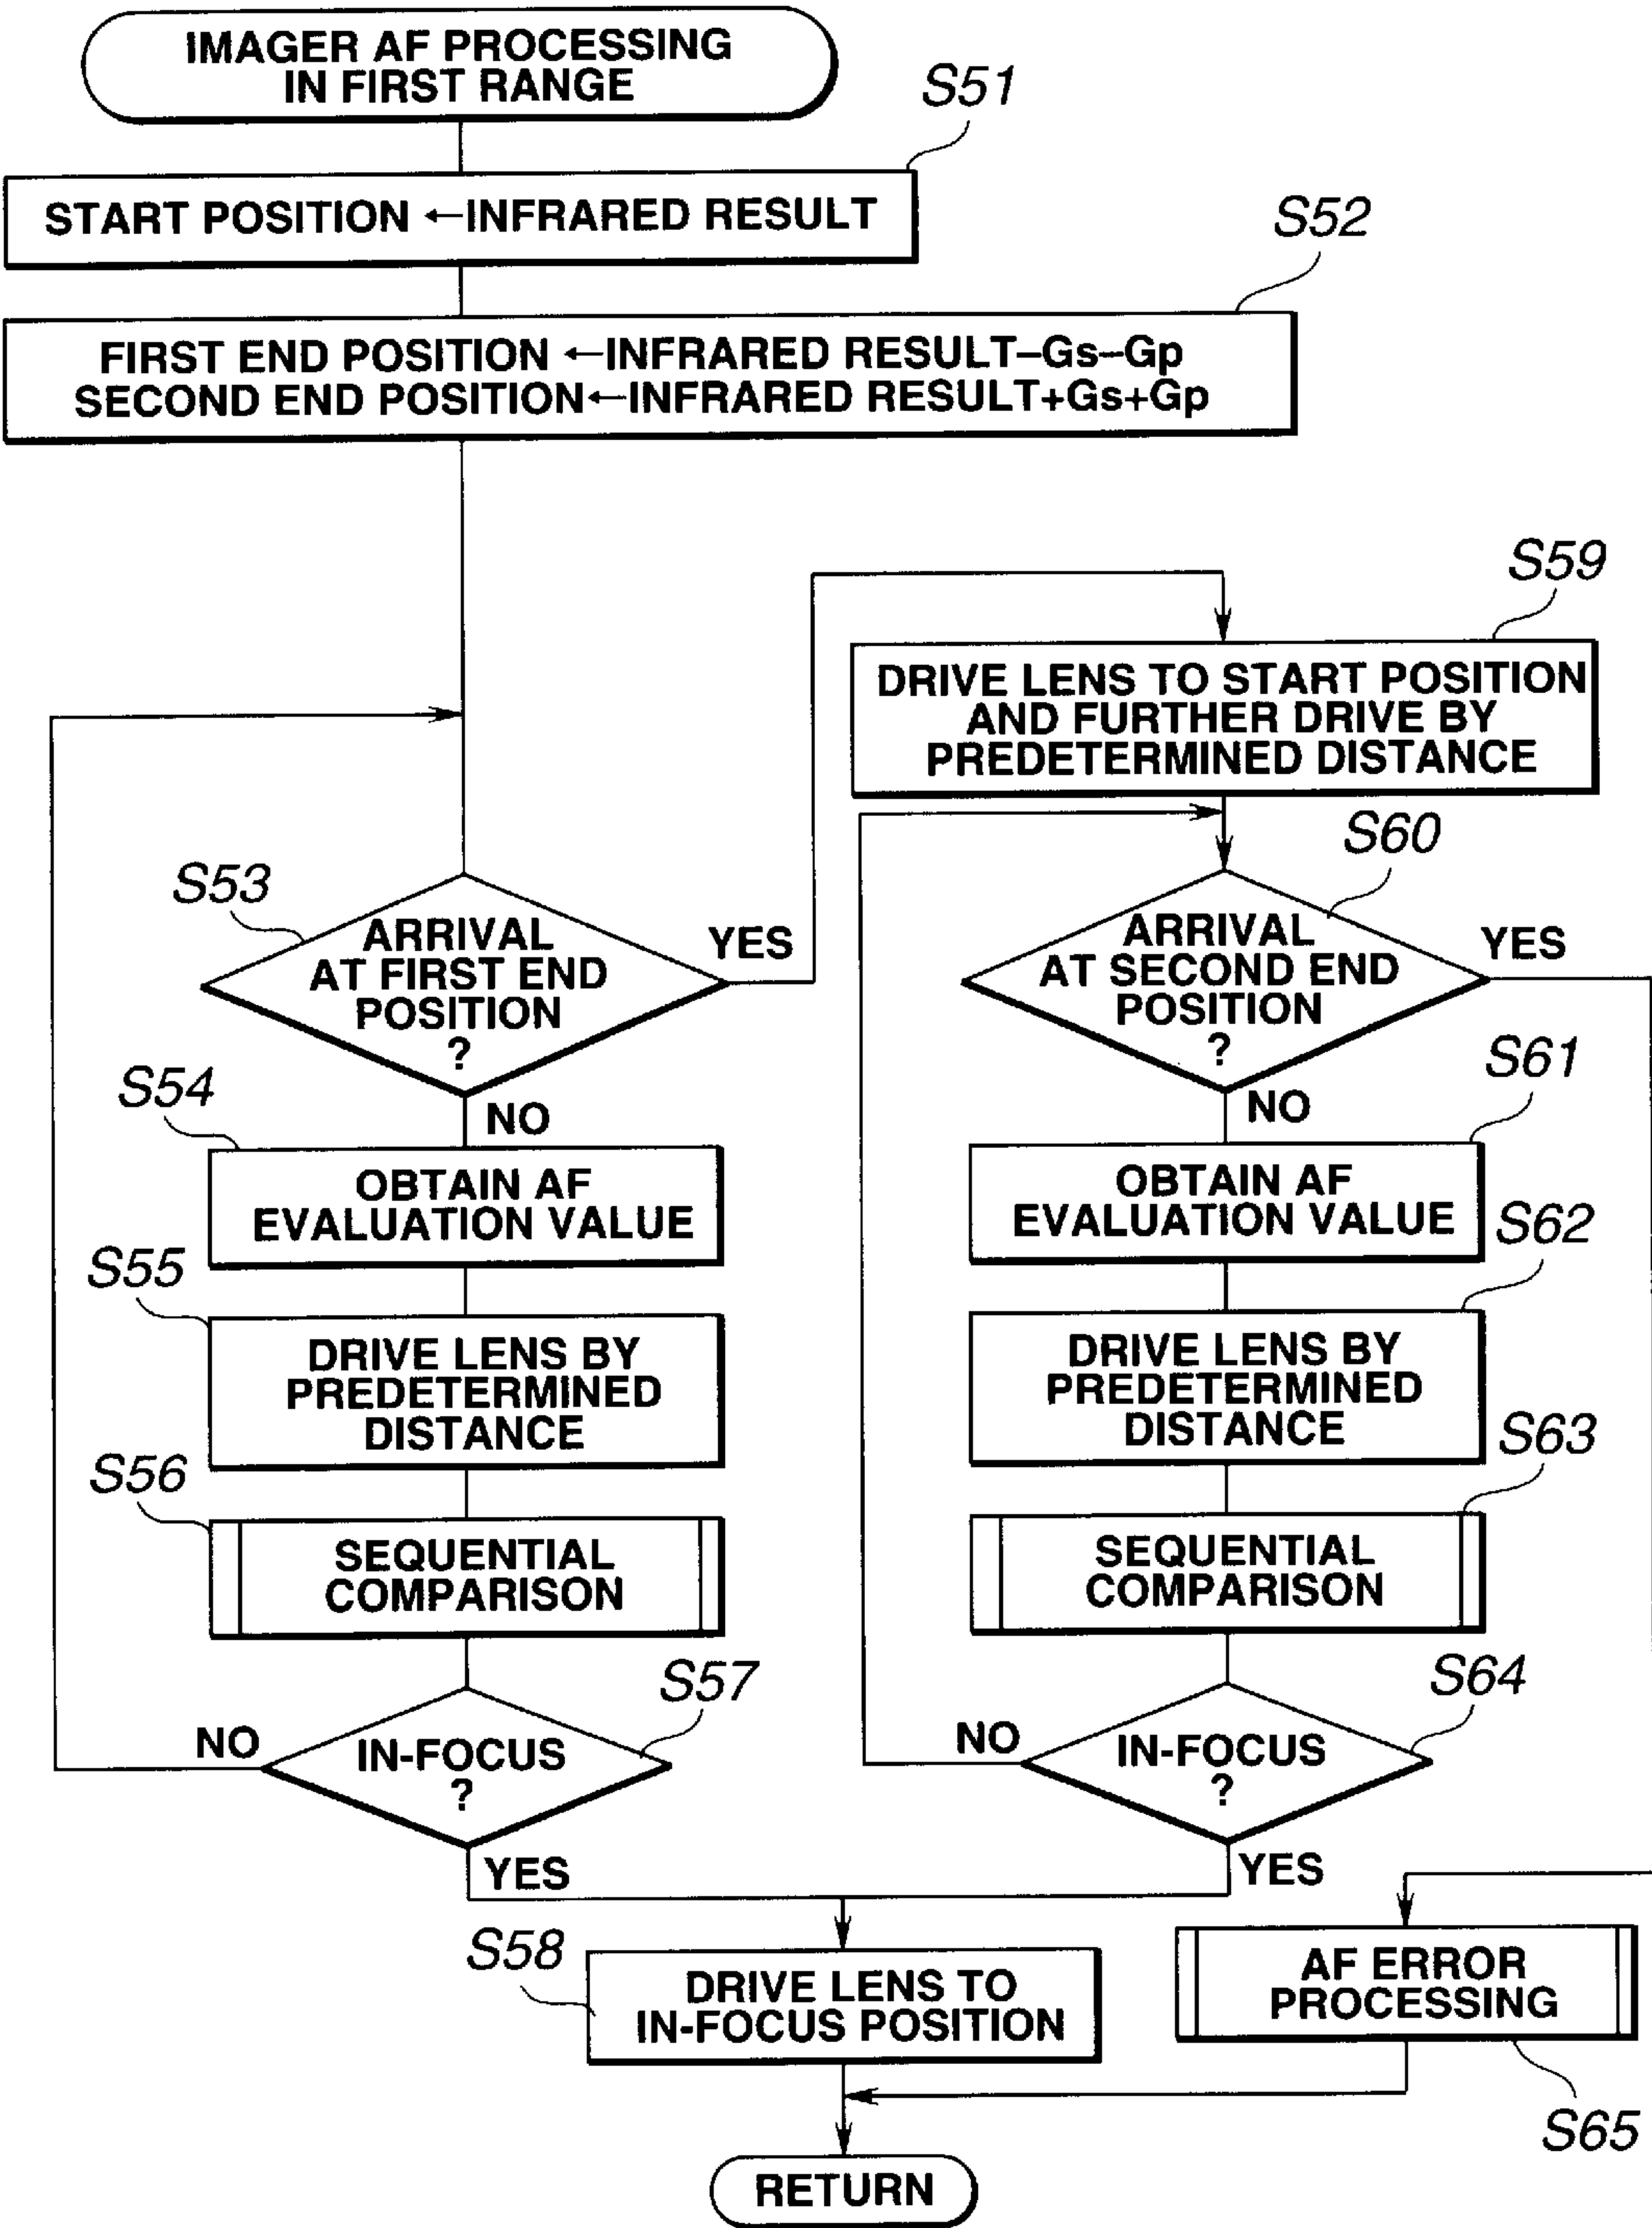 IMAGER AF PROCESSING
IN FIRST RANGE
S51
START POSITION ←INFRARED RESULT
S52
FIRST END POSITION ←INFRARED RESULT–Gs–Gp
SECOND END POSITION←INFRARED RESULT+Gs+Gp
S59
DRIVE LENS TO START POSITION
AND FURTHER DRIVE BY
PREDETERMINED DISTANCE
S53
ARRIVAL
AT FIRST END
POSITION
?
YES
NO
S60
ARRIVAL
AT SECOND END
POSITION
?
YES
NO
S54
OBTAIN AF
EVALUATION VALUE
S61
OBTAIN AF
EVALUATION VALUE
S55
DRIVE LENS BY
PREDETERMINED
DISTANCE
S62
DRIVE LENS BY
PREDETERMINED
DISTANCE
S56
SEQUENTIAL
COMPARISON
S63
SEQUENTIAL
COMPARISON
S57
NO
IN-FOCUS
?
YES
S64
NO
IN-FOCUS
?
YES
S58
DRIVE LENS TO
IN-FOCUS POSITION
AF ERROR
PROCESSING
S65
RETURN